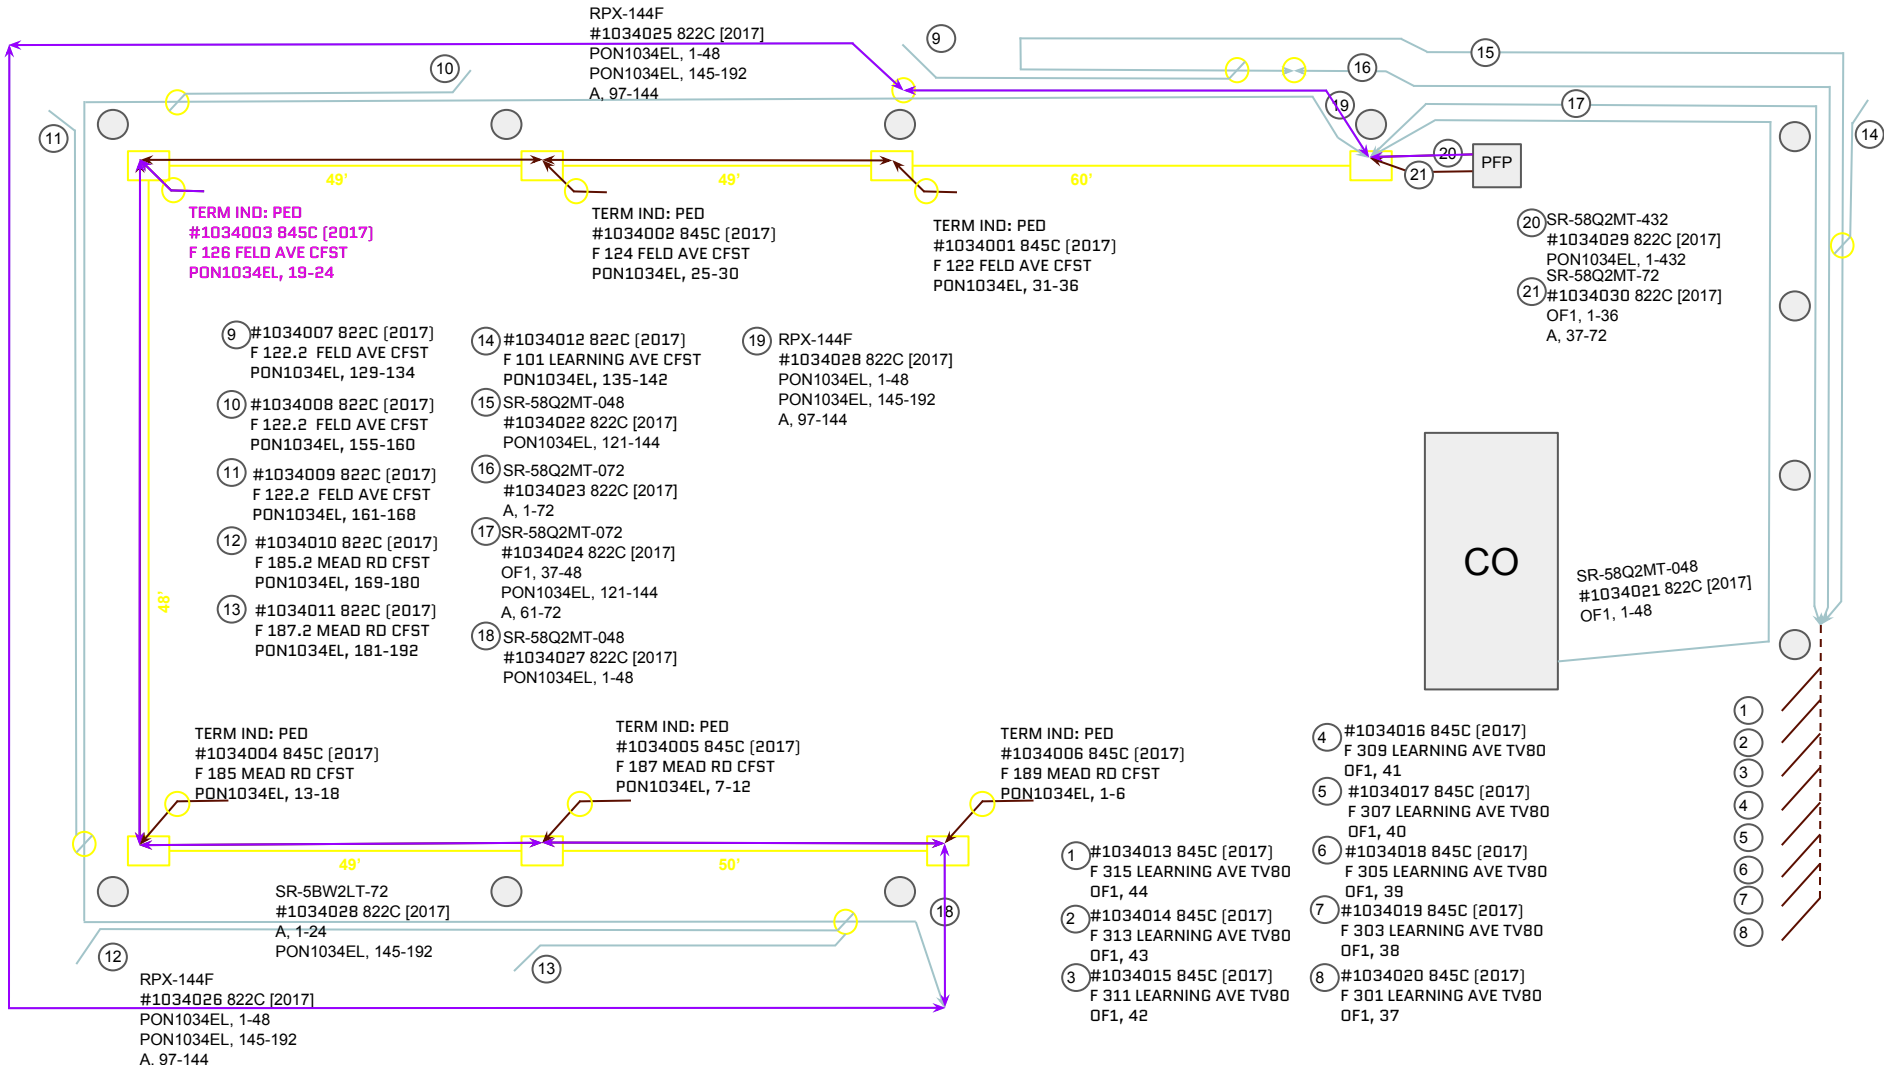 RPX-144F
#1034025 822C [2017]
PON1034EL, 1-48
PON1034EL, 145-192
A, 97-144
9
10
11
15
16
17
14
19
20
21
PFP
49'
49'
60'
TERM IND: PED
#1034003 845C (2017)
F 126 FELD AVE CFST
PON1034EL, 19-24
TERM IND: PED
#1034002 845C (2017)
F 124 FELD AVE CFST
PON1034EL, 25-30
TERM IND: PED
#1034001 845C (2017)
F 122 FELD AVE CFST
PON1034EL, 31-36
20
SR-58Q2MT-432
#1034029 822C [2017]
PON1034EL, 1-432
21
SR-58Q2MT-72
#1034030 822C [2017]
OF1, 1-36
A, 37-72
9
#1034007 822C (2017)
F 122.2 FELD AVE CFST
PON1034EL, 129-134
10
#1034008 822C (2017)
F 122.2 FELD AVE CFST
PON1034EL, 155-160
11
#1034009 822C (2017)
F 122.2 FELD AVE CFST
PON1034EL, 161-168
12
#1034010 822C (2017)
F 185.2 MEAD RD CFST
PON1034EL, 169-180
13
#1034011 822C (2017)
F 187.2 MEAD RD CFST
PON1034EL, 181-192
14
#1034012 822C (2017)
F 101 LEARNING AVE CFST
PON1034EL, 135-142
15
SR-58Q2MT-048
#1034022 822C [2017]
PON1034EL, 121-144
16
SR-58Q2MT-072
#1034023 822C [2017]
A, 1-72
17
SR-58Q2MT-072
#1034024 822C [2017]
OF1, 37-48
PON1034EL, 121-144
A, 61-72
18
SR-58Q2MT-048
#1034027 822C [2017]
PON1034EL, 1-48
19
RPX-144F
#1034028 822C [2017]
PON1034EL, 1-48
PON1034EL, 145-192
A, 97-144
48'
CO
SR-58Q2MT-048
#1034021 822C [2017]
OF1, 1-48
TERM IND: PED
#1034004 845C (2017)
F 185 MEAD RD CFST
PON1034EL, 13-18
TERM IND: PED
#1034005 845C (2017)
F 187 MEAD RD CFST
PON1034EL, 7-12
TERM IND: PED
#1034006 845C (2017)
F 189 MEAD RD CFST
PON1034EL, 1-6
49'
50'
SR-5BW2LT-72
#1034028 822C [2017]
A, 1-24
PON1034EL, 145-192
18
12
13
RPX-144F
#1034026 822C [2017]
PON1034EL, 1-48
PON1034EL, 145-192
A, 97-144
1
#1034013 845C (2017)
F 315 LEARNING AVE TV80
OF1, 44
2
#1034014 845C (2017)
F 313 LEARNING AVE TV80
OF1, 43
3
#1034015 845C (2017)
F 311 LEARNING AVE TV80
OF1, 42
4
#1034016 845C (2017)
F 309 LEARNING AVE TV80
OF1, 41
5
#1034017 845C (2017)
F 307 LEARNING AVE TV80
OF1, 40
6
#1034018 845C (2017)
F 305 LEARNING AVE TV80
OF1, 39
7
#1034019 845C (2017)
F 303 LEARNING AVE TV80
OF1, 38
8
#1034020 845C (2017)
F 301 LEARNING AVE TV80
OF1, 37
1
2
3
4
5
6
7
8